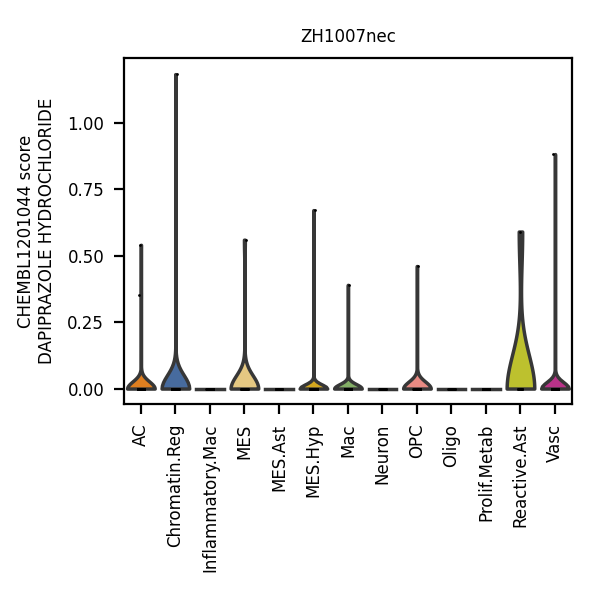 ZH1007nec
CHEMBL1201044 score
DAPIPRAZOLE HYDROCHLORIDE
1.00
0.75
0.50
0.25
0.00
AC
Chromatin.Reg
Inflammatory.Mac
MES
MES.Ast
MES.Hyp
Mac
Neuron
OPC
Oligo
Prolif.Metab
Reactive.Ast
Vasc